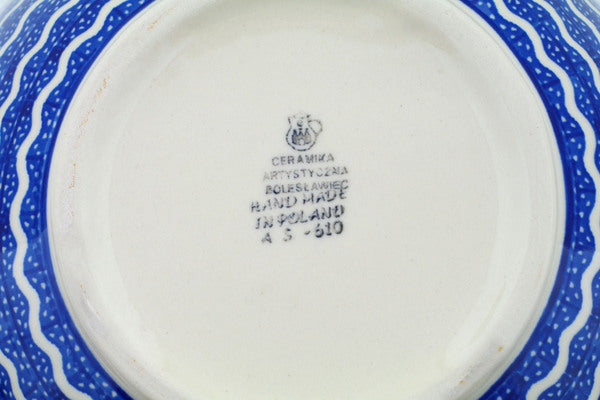 CERAMIKA
ARTYSTYCZNA
BOLESŁAWIEC
HAND MADE
IN POLAND
A S -610